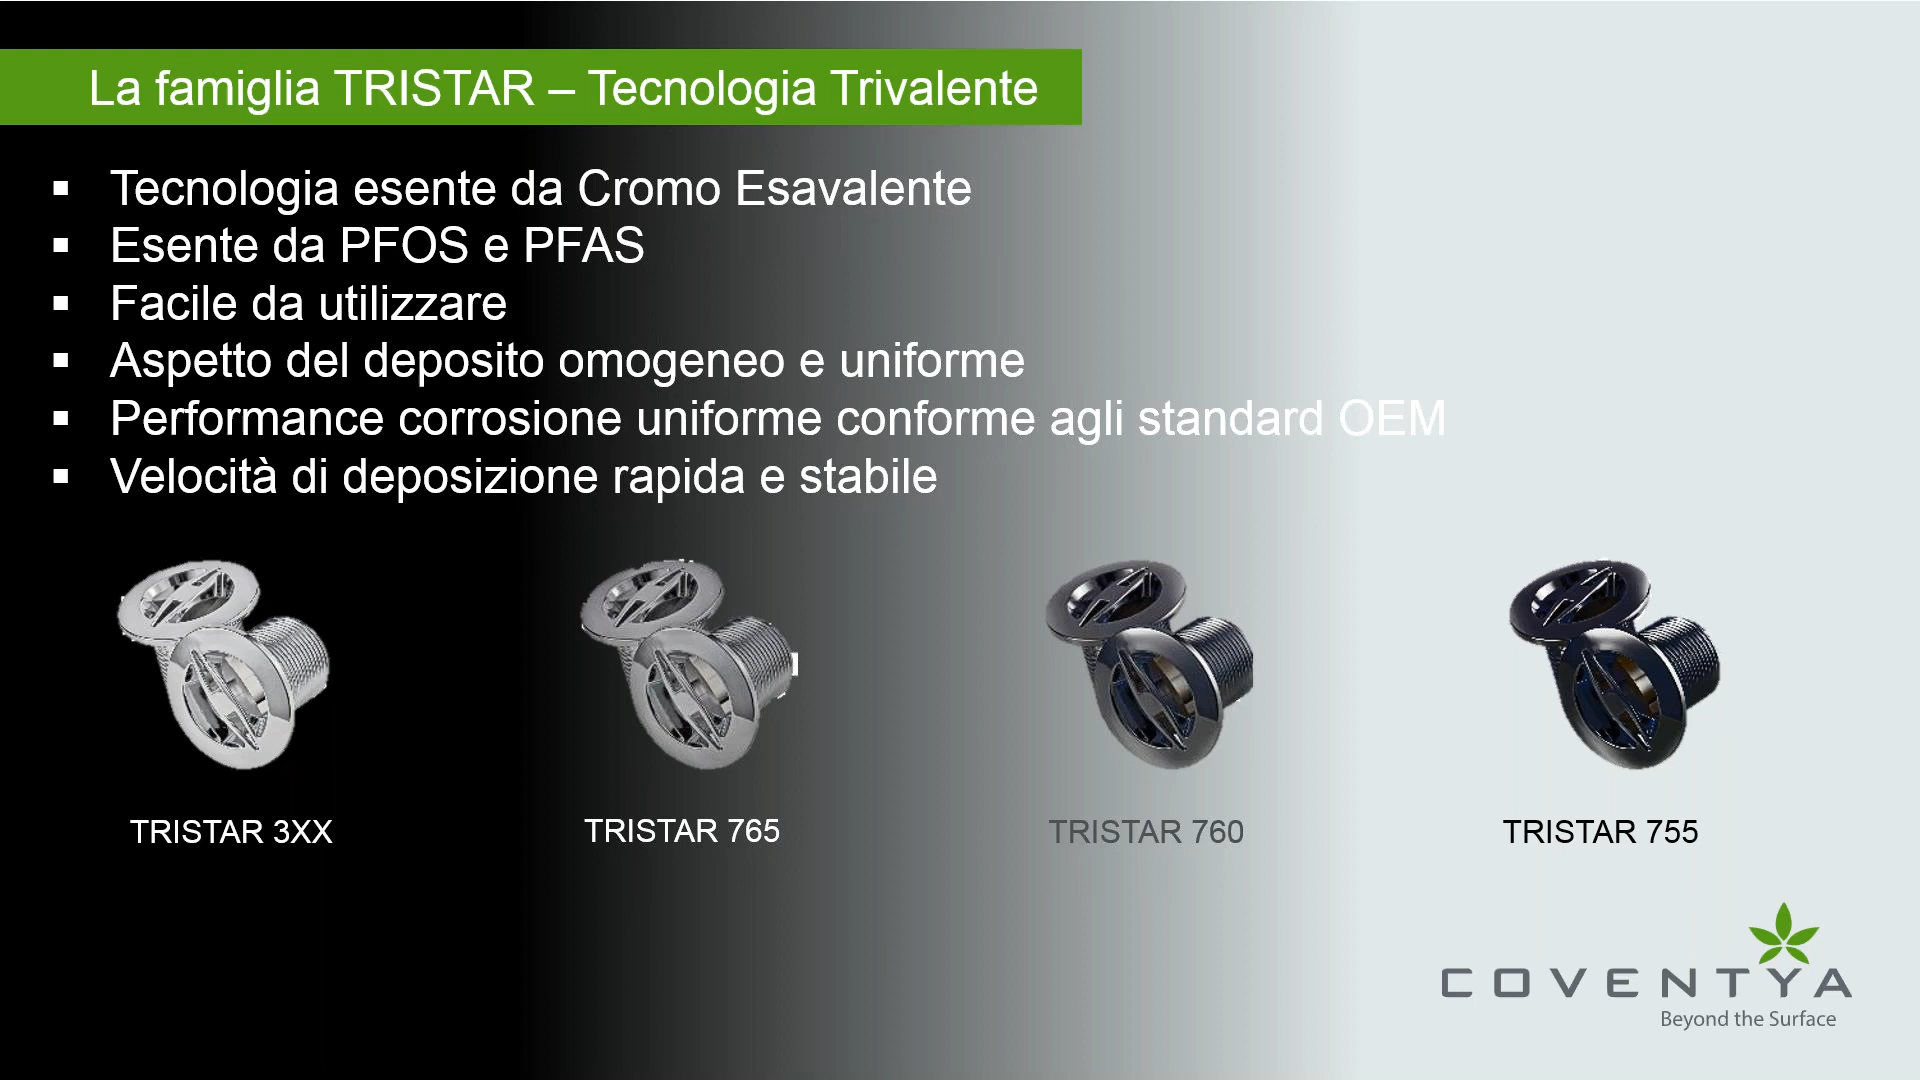 La famiglia TRISTAR – Tecnologia Trivalente
▪ Tecnologia esente da Cromo Esavalente
▪ Esente da PFOS e PFAS
▪ Facile da utilizzare
▪ Aspetto del deposito omogeneo e uniforme
▪ Performance corrosione uniforme conforme agli standard OEM
▪ Velocità di deposizione rapida e stabile
TRISTAR 3XX
TRISTAR 765
TRISTAR 760
TRISTAR 755
COVENTYA
Beyond the Surface